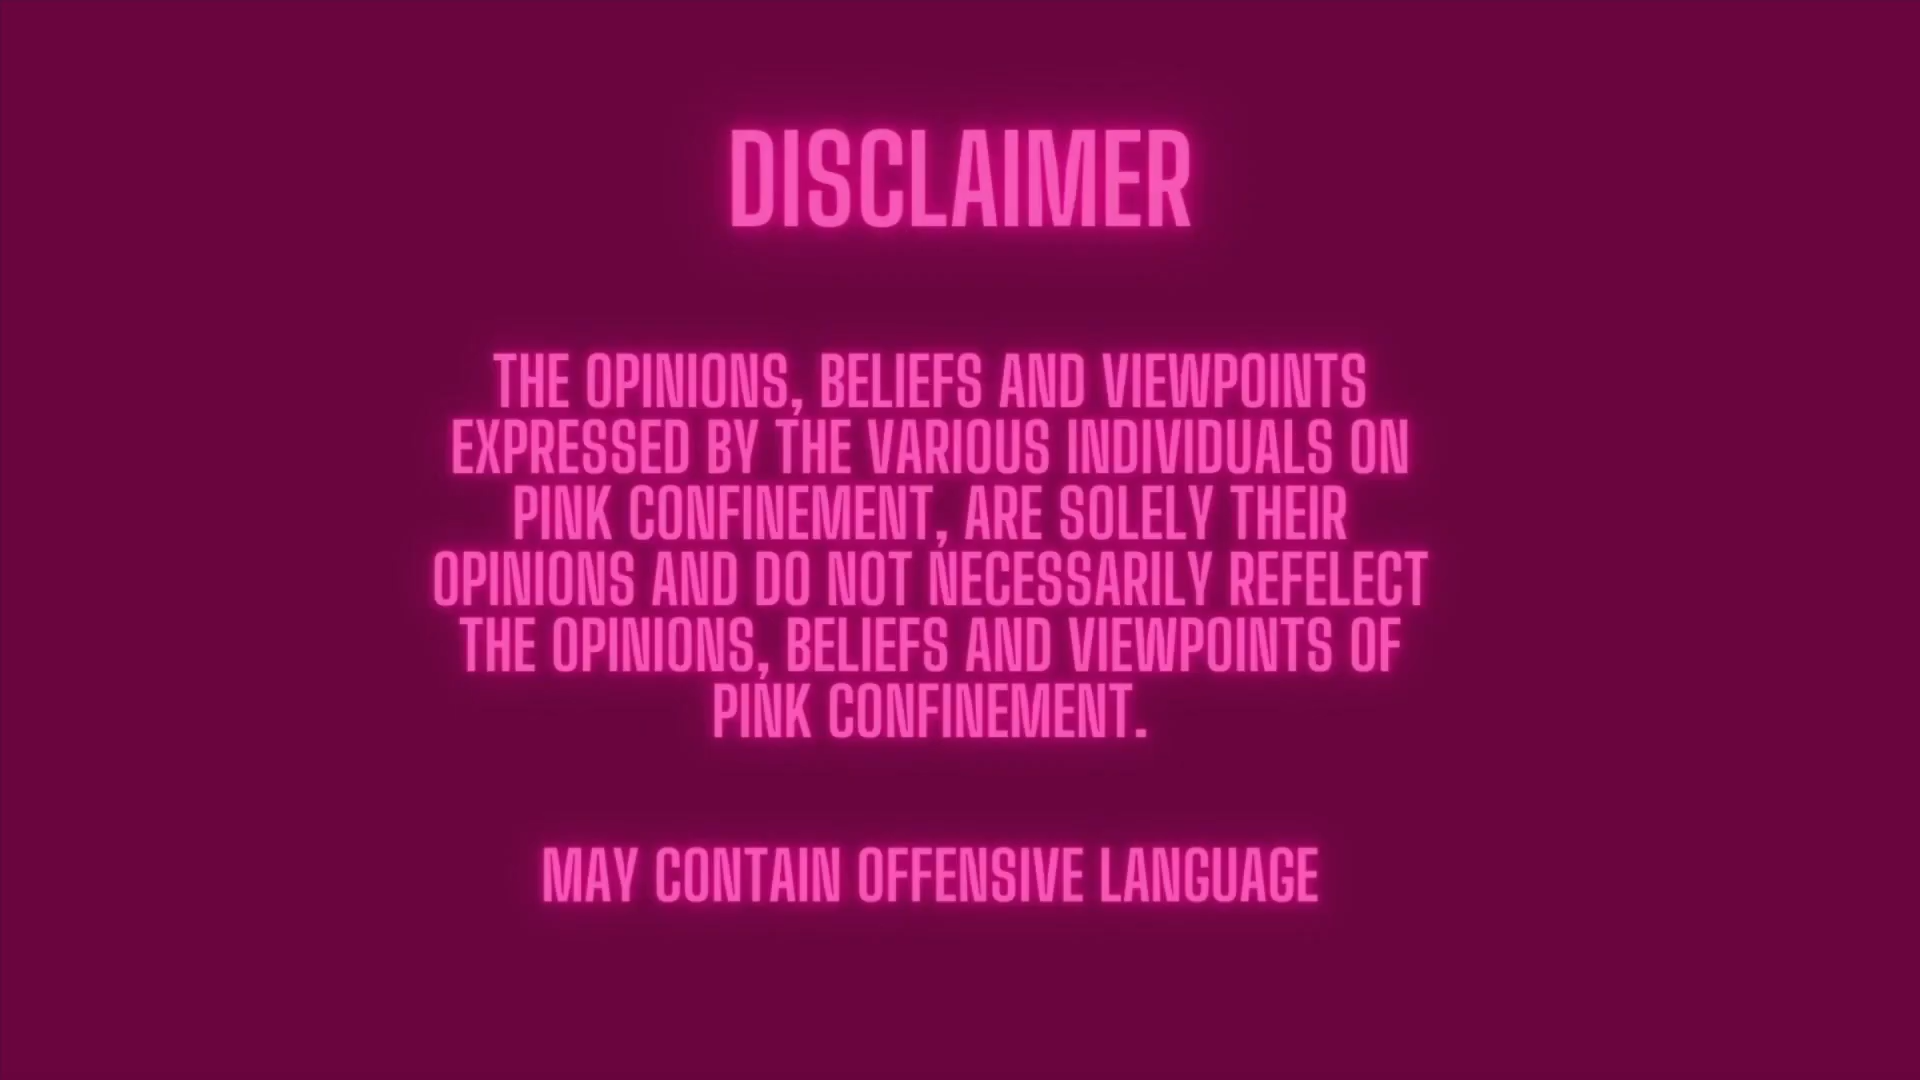 DISCLAIMER
THE OPINIONS, BELIEFS AND VIEWPOINTS
EXPRESSED BY THE VARIOUS INDIVIDUALS ON
PINK CONFINEMENT, ARE SOLELY THEIR
OPINIONS AND DO NOT NECESSARILY REFELECT
THE OPINIONS, BELIEFS AND VIEWPOINTS OF
PINK CONFINEMENT.
MAY CONTAIN OFFENSIVE LANGUAGE